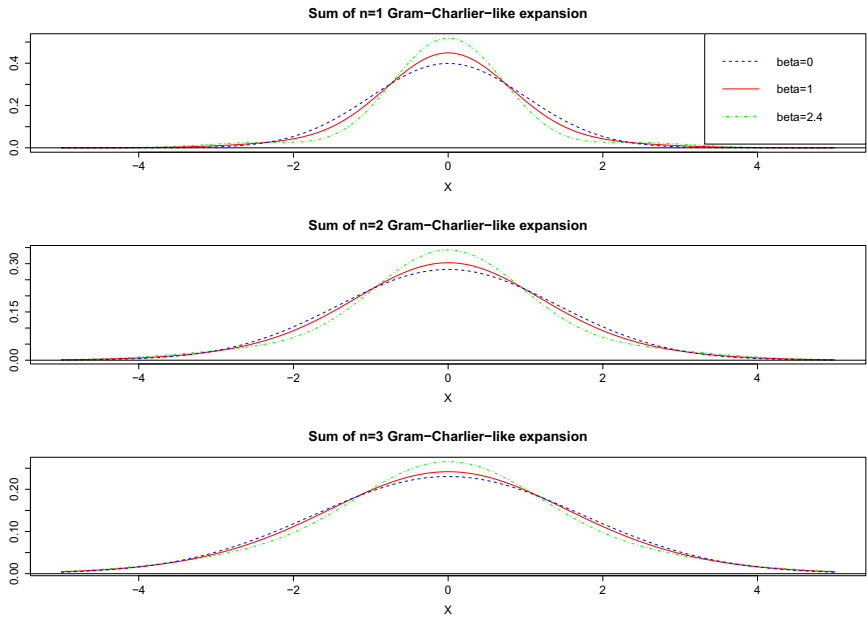 Sum of n=1 Gram−Charlier−like expansion
0.0 0.2 0.4
beta=0
beta=1
beta=2.4
−4 −2 0 2 4
X
Sum of n=2 Gram−Charlier−like expansion
0.00 0.15 0.30
−4 −2 0 2 4
X
Sum of n=3 Gram−Charlier−like expansion
0.00 0.10 0.20
−4 −2 0 2 4
X